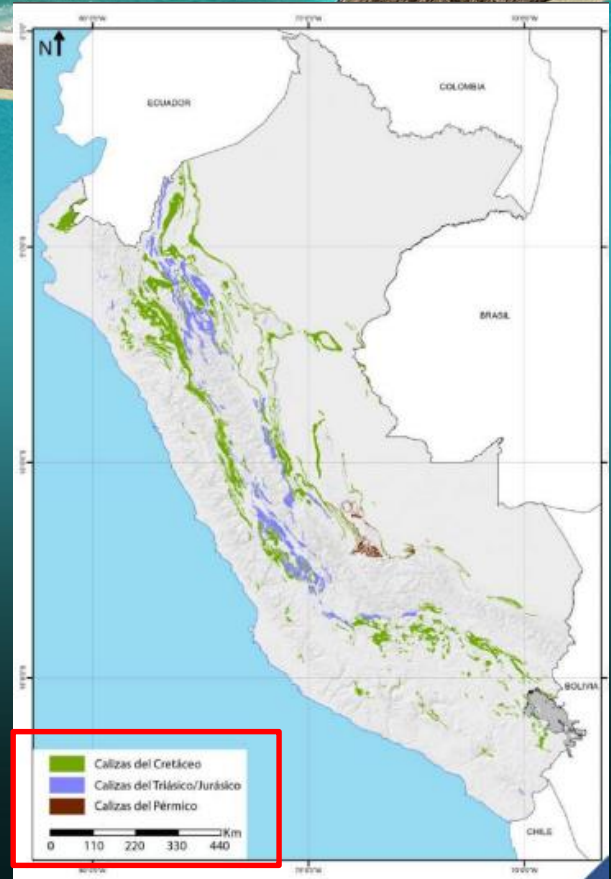 N
ECUADOR
COLOMBIA
BRASIL
BOLIVIA
CHILE
Calizas del Cretáceo
Calizas del Triásico/Jurásico
Calizas del Pérmico
Km
0 110 220 330 440